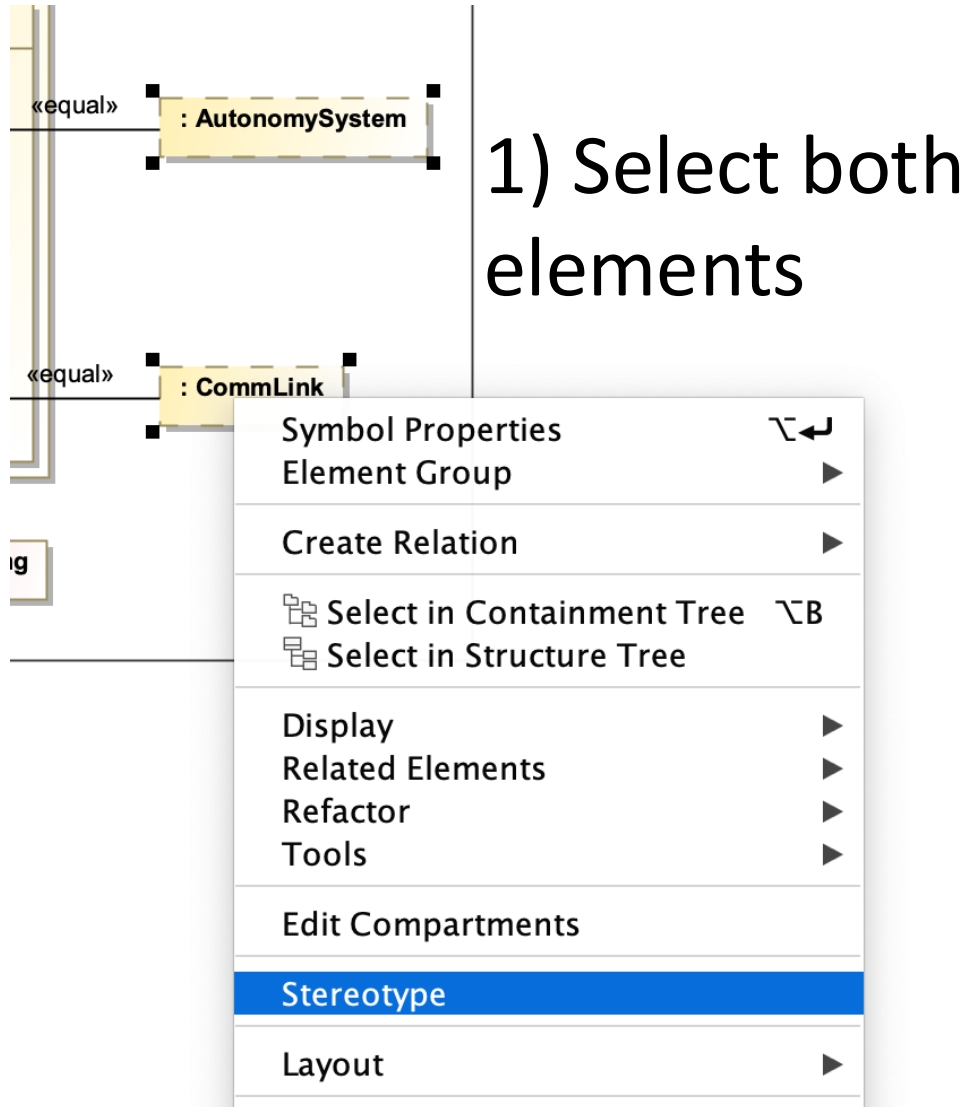 «equal»
: AutonomySystem
1) Select both
elements
«equal»
: CommLink
Symbol Properties ⌥↩
Element Group ▶
Create Relation ▶
Select in Containment Tree ⌥B
Select in Structure Tree
Display ▶
Related Elements ▶
Refactor ▶
Tools ▶
Edit Compartments
Stereotype
Layout ▶